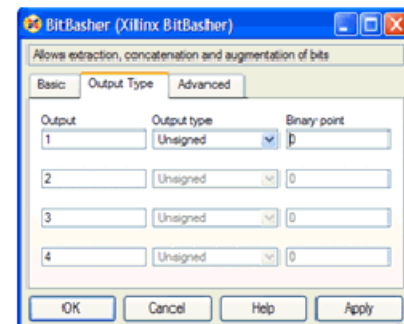 BitBasher (Xilinx BitBasher)
Allows extraction, concatenation and augmentation of bits
Basic Output Type Advanced
Output Output type Binary point
1 Unsigned 0
2 Unsigned 0
3 Unsigned 0
4 Unsigned 0
OK Cancel Help Apply